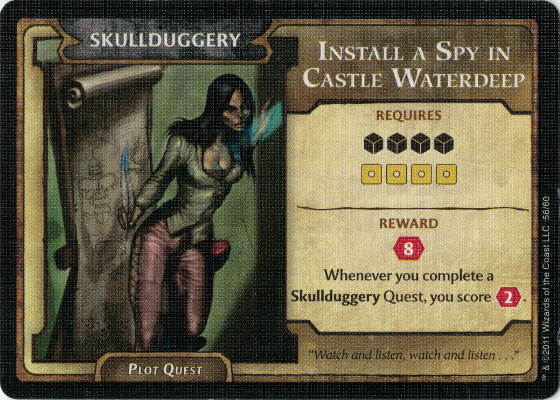 SKULLDUGGERY
INSTALL A SPY IN
CASTLE WATERDEEP
REQUIRES
REWARD
8
Whenever you complete a
Skullduggery Quest, you score 2.
"Watch and listen, watch and listen . . ."
PLOT QUEST
™ & ©2011 Wizards of the Coast LLC 56/60